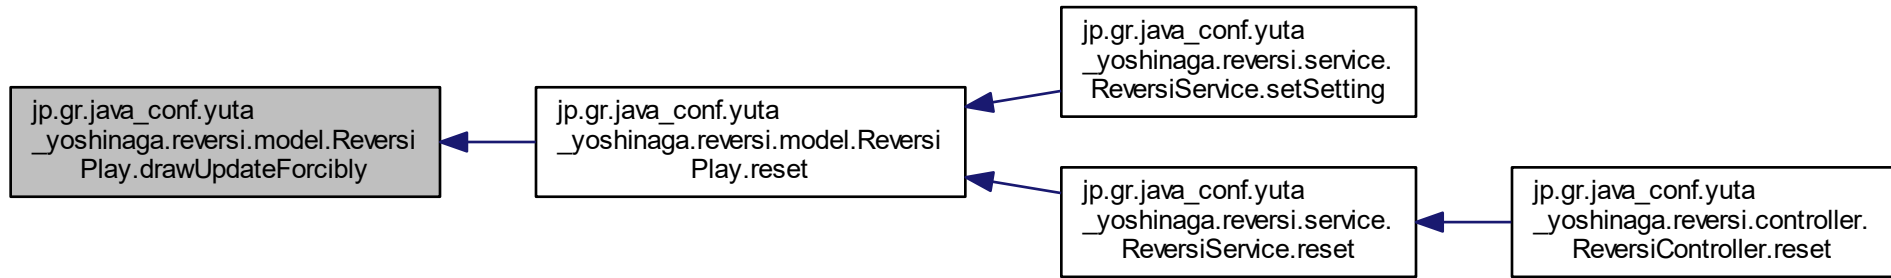 jp.gr.java_conf.yuta
_yoshinaga.reversi.model.Reversi
Play.drawUpdateForcibly
jp.gr.java_conf.yuta
_yoshinaga.reversi.model.Reversi
Play.reset
jp.gr.java_conf.yuta
_yoshinaga.reversi.service.
ReversiService.setSetting
jp.gr.java_conf.yuta
_yoshinaga.reversi.service.
ReversiService.reset
jp.gr.java_conf.yuta
_yoshinaga.reversi.controller.
ReversiController.reset